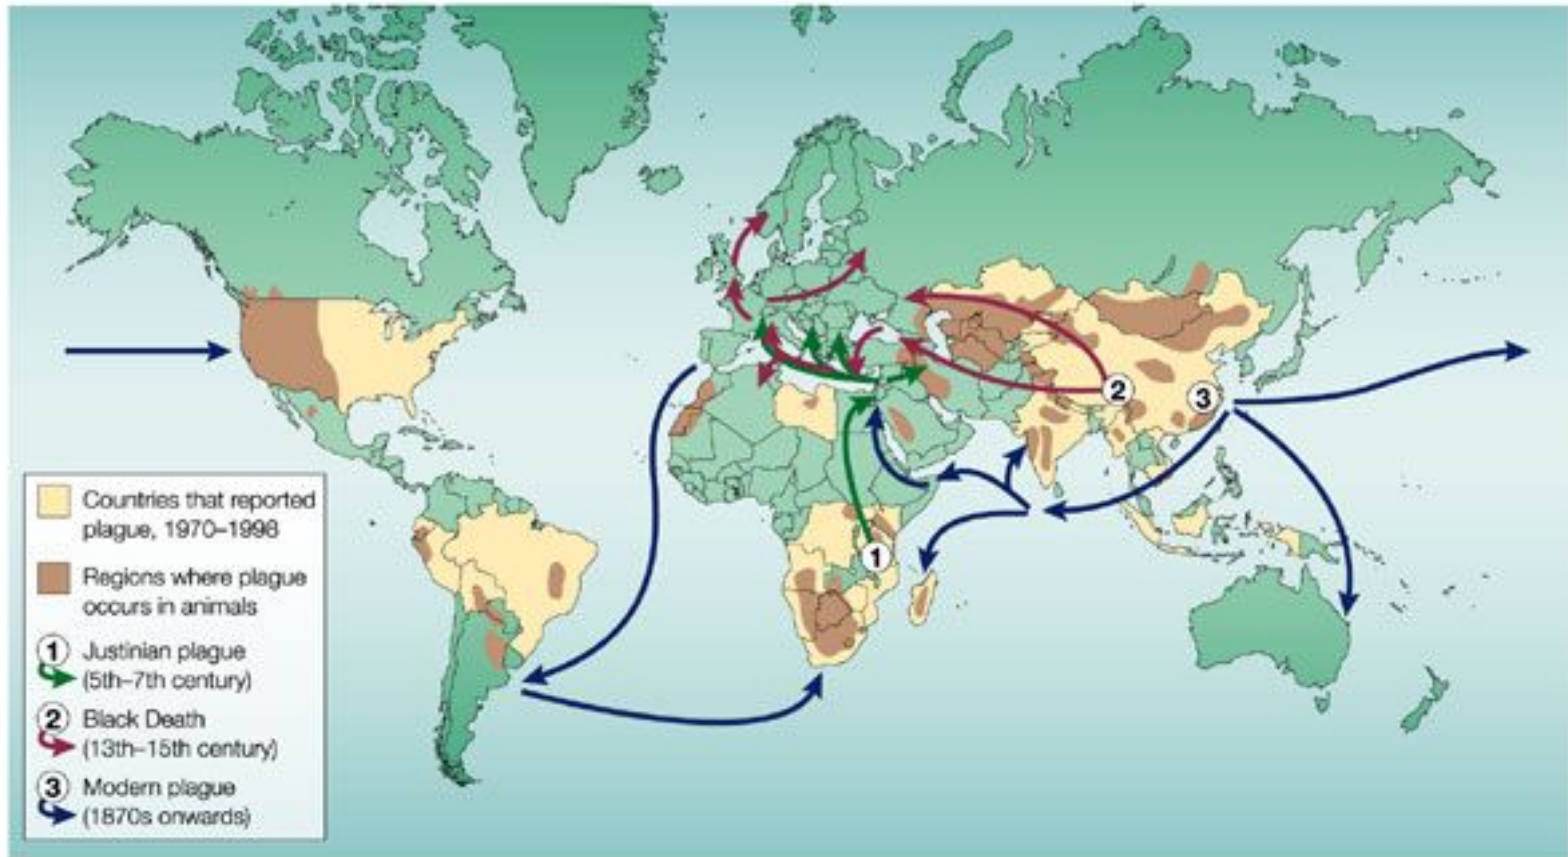 1
2
3
Countries that reported
plague, 1970–1998
Regions where plague
occurs in animals
1 Justinian plague
(5th–7th century)
2 Black Death
(13th–15th century)
3 Modern plague
(1870s onwards)